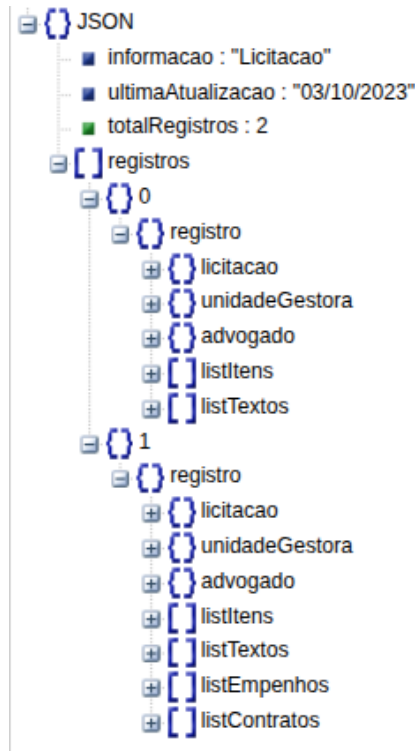 JSON
informacao : "Licitacao"
ultimaAtualizacao : "03/10/2023"
totalRegistros : 2
registros
0
registro
licitacao
unidadeGestora
advogado
listItens
listTextos
1
registro
licitacao
unidadeGestora
advogado
listItens
listTextos
listEmpenhos
listContratos